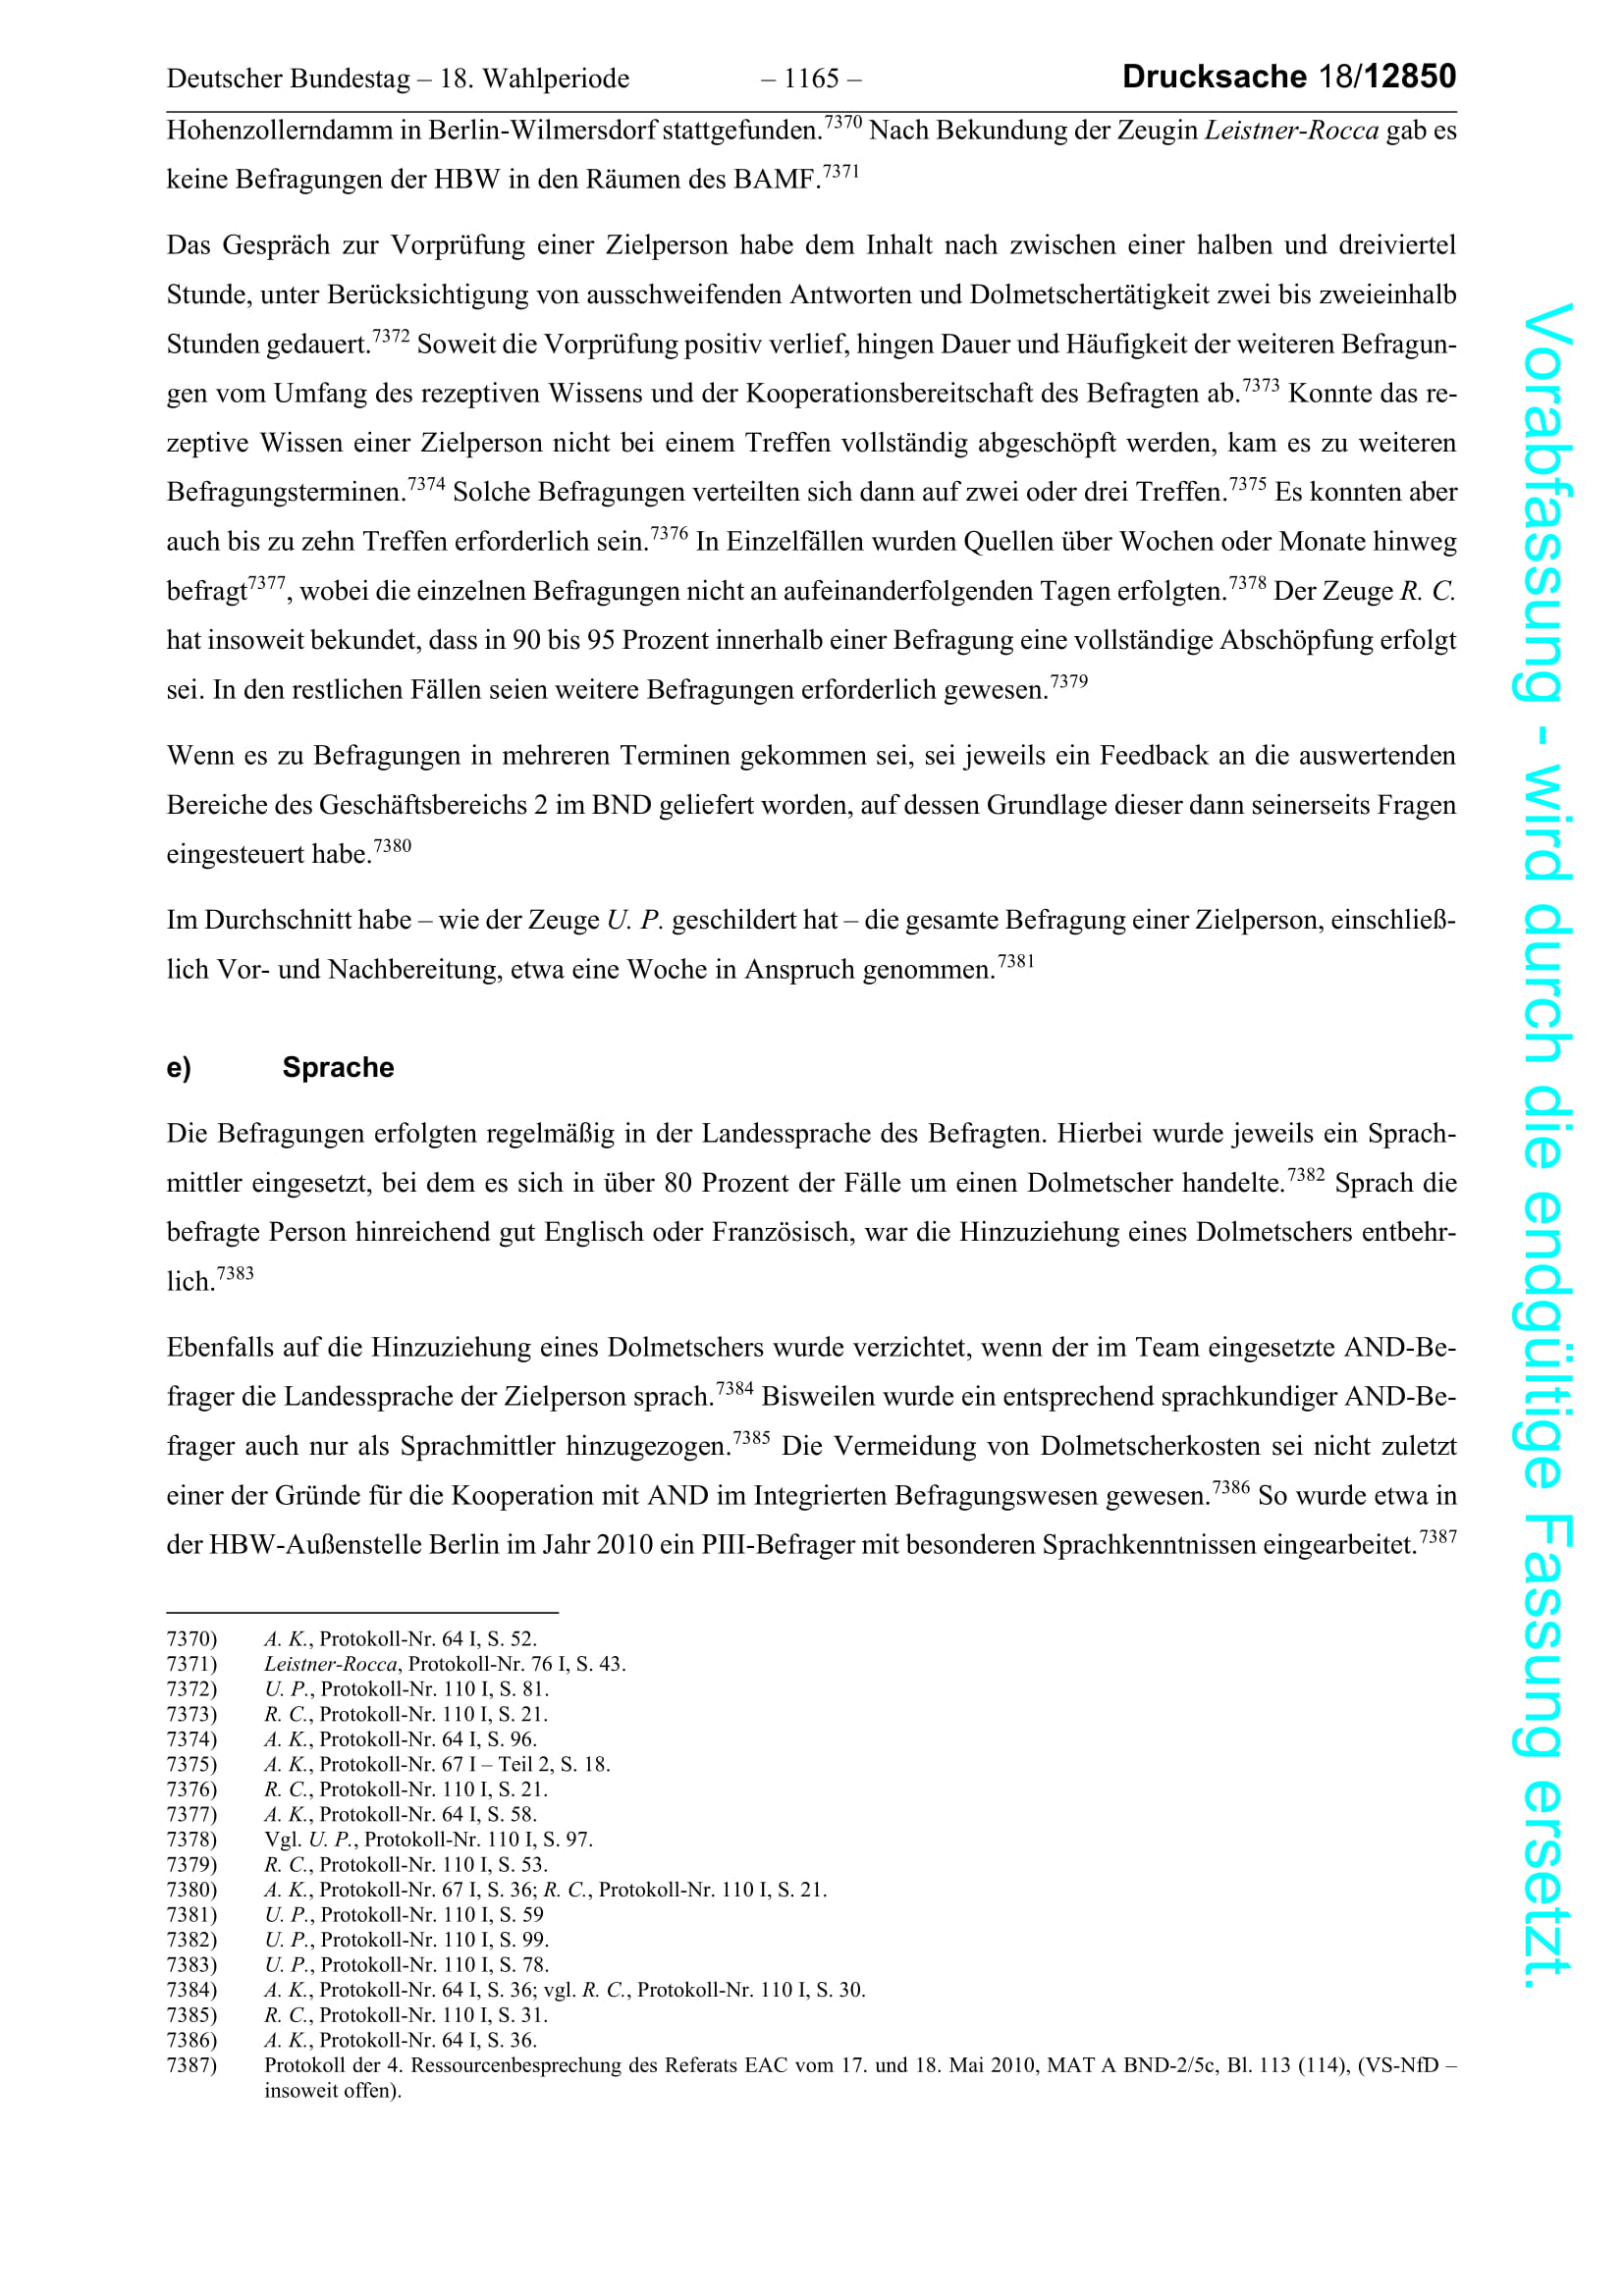 Deutscher Bundestag – 18. Wahlperiode – 1165 – Drucksache 18/12850
Hohenzollerndamm in Berlin-Wilmersdorf stattgefunden.7370 Nach Bekundung der Zeugin Leistner-Rocca gab es
keine Befragungen der HBW in den Räumen des BAMF.7371
Das Gespräch zur Vorprüfung einer Zielperson habe dem Inhalt nach zwischen einer halben und dreiviertel
Stunde, unter Berücksichtigung von ausschweifenden Antworten und Dolmetschertätigkeit zwei bis zweieinhalb
Stunden gedauert.7372 Soweit die Vorprüfung positiv verlief, hingen Dauer und Häufigkeit der weiteren Befragun-
gen vom Umfang des rezeptiven Wissens und der Kooperationsbereitschaft des Befragten ab.7373 Konnte das re-
zeptive Wissen einer Zielperson nicht bei einem Treffen vollständig abgeschöpft werden, kam es zu weiteren
Befragungsterminen.7374 Solche Befragungen verteilten sich dann auf zwei oder drei Treffen.7375 Es konnten aber
auch bis zu zehn Treffen erforderlich sein.7376 In Einzelfällen wurden Quellen über Wochen oder Monate hinweg
befragt7377, wobei die einzelnen Befragungen nicht an aufeinanderfolgenden Tagen erfolgten.7378 Der Zeuge R. C.
hat insoweit bekundet, dass in 90 bis 95 Prozent innerhalb einer Befragung eine vollständige Abschöpfung erfolgt
sei. In den restlichen Fällen seien weitere Befragungen erforderlich gewesen.7379
Wenn es zu Befragungen in mehreren Terminen gekommen sei, sei jeweils ein Feedback an die auswertenden
Bereiche des Geschäftsbereichs 2 im BND geliefert worden, auf dessen Grundlage dieser dann seinerseits Fragen
eingesteuert habe.7380
Im Durchschnitt habe – wie der Zeuge U. P. geschildert hat – die gesamte Befragung einer Zielperson, einschließ-
lich Vor- und Nachbereitung, etwa eine Woche in Anspruch genommen.7381
e) Sprache
Die Befragungen erfolgten regelmäßig in der Landessprache des Befragten. Hierbei wurde jeweils ein Sprach-
mittler eingesetzt, bei dem es sich in über 80 Prozent der Fälle um einen Dolmetscher handelte.7382 Sprach die
befragte Person hinreichend gut Englisch oder Französisch, war die Hinzuziehung eines Dolmetschers entbehr-
lich.7383
Ebenfalls auf die Hinzuziehung eines Dolmetschers wurde verzichtet, wenn der im Team eingesetzte AND-Be-
frager die Landessprache der Zielperson sprach.7384 Bisweilen wurde ein entsprechend sprachkundiger AND-Be-
frager auch nur als Sprachmittler hinzugezogen.7385 Die Vermeidung von Dolmetscherkosten sei nicht zuletzt
einer der Gründe für die Kooperation mit AND im Integrierten Befragungswesen gewesen.7386 So wurde etwa in
der HBW-Außenstelle Berlin im Jahr 2010 ein PIII-Befrager mit besonderen Sprachkenntnissen eingearbeitet.7387
7370) A. K., Protokoll-Nr. 64 I, S. 52.
7371) Leistner-Rocca, Protokoll-Nr. 76 I, S. 43.
7372) U. P., Protokoll-Nr. 110 I, S. 81.
7373) R. C., Protokoll-Nr. 110 I, S. 21.
7374) A. K., Protokoll-Nr. 64 I, S. 96.
7375) A. K., Protokoll-Nr. 67 I – Teil 2, S. 18.
7376) R. C., Protokoll-Nr. 110 I, S. 21.
7377) A. K., Protokoll-Nr. 64 I, S. 58.
7378) Vgl. U. P., Protokoll-Nr. 110 I, S. 97.
7379) R. C., Protokoll-Nr. 110 I, S. 53.
7380) A. K., Protokoll-Nr. 67 I, S. 36; R. C., Protokoll-Nr. 110 I, S. 21.
7381) U. P., Protokoll-Nr. 110 I, S. 59
7382) U. P., Protokoll-Nr. 110 I, S. 99.
7383) U. P., Protokoll-Nr. 110 I, S. 78.
7384) A. K., Protokoll-Nr. 64 I, S. 36; vgl. R. C., Protokoll-Nr. 110 I, S. 30.
7385) R. C., Protokoll-Nr. 110 I, S. 31.
7386) A. K., Protokoll-Nr. 64 I, S. 36.
7387) Protokoll der 4. Ressourcenbesprechung des Referats EAC vom 17. und 18. Mai 2010, MAT A BND-2/5c, Bl. 113 (114), (VS-NfD –
insoweit offen).
Vorabfassung - wird durch die endgültige Fassung ersetzt.